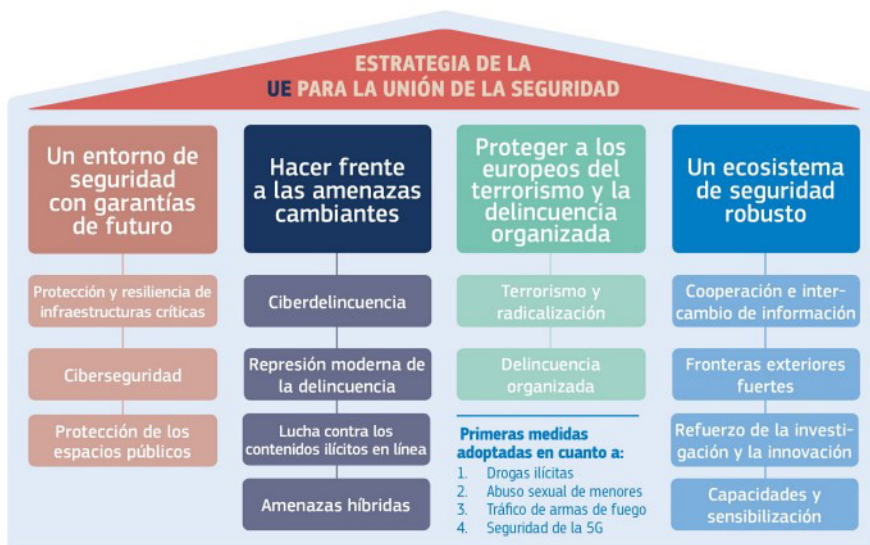 ESTRATEGIA DE LA
UE PARA LA UNIÓN DE LA SEGURIDAD
Un entorno de
seguridad
con garantías
de futuro
Protección y resiliencia de
infraestructuras críticas
Ciberseguridad
Protección de los
espacios públicos
Hacer frente
a las amenazas
cambiantes
Ciberdelincuencia
Represión moderna de
la delincuencia
Lucha contra los
contenidos ilícitos en línea
Amenazas híbridas
Proteger a los
europeos del
terrorismo y la
delincuencia
organizada
Terrorismo y
radicalización
Delincuencia
organizada
Primeras medidas
adoptadas en cuanto a:
1. Drogas ilícitas
2. Abuso sexual de menores
3. Tráfico de armas de fuego
4. Seguridad de la 5G
Un ecosistema
de seguridad
robusto
Cooperación e inter-
cambio de información
Fronteras exteriores
fuertes
Refuerzo de la investi-
gación y la innovación
Capacidades y
sensibilización